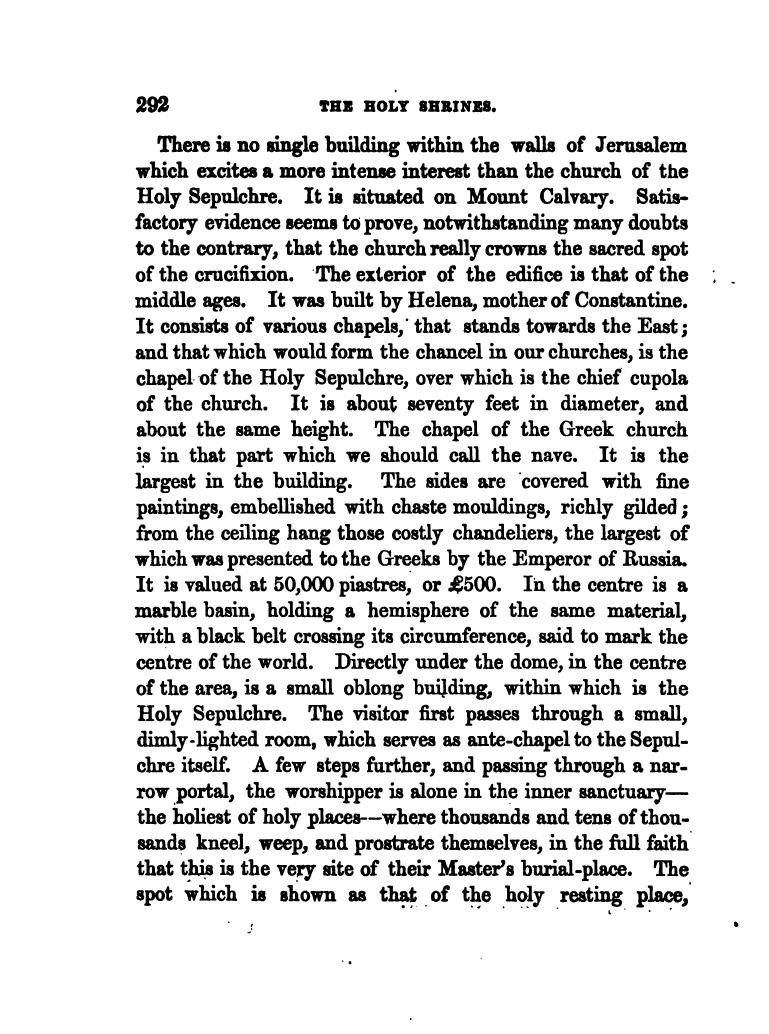 292 THE HOLY SHRINES.
There is no single building within the walls of Jerusalem
which excites a more intense interest than the church of the
Holy Sepulchre. It is situated on Mount Calvary. Satis-
factory evidence seems to prove, notwithstanding many doubts
to the contrary, that the church really crowns the sacred spot
of the crucifixion. The exterior of the edifice is that of the
middle ages. It was built by Helena, mother of Constantine.
It consists of various chapels, that stands towards the East;
and that which would form the chancel in our churches, is the
chapel of the Holy Sepulchre, over which is the chief cupola
of the church. It is about seventy feet in diameter, and
about the same height. The chapel of the Greek church
is in that part which we should call the nave. It is the
largest in the building. The sides are covered with fine
paintings, embellished with chaste mouldings, richly gilded;
from the ceiling hang those costly chandeliers, the largest of
which was presented to the Greeks by the Emperor of Russia.
It is valued at 50,000 piastres, or £500. In the centre is a
marble basin, holding a hemisphere of the same material,
with a black belt crossing its circumference, said to mark the
centre of the world. Directly under the dome, in the centre
of the area, is a small oblong building, within which is the
Holy Sepulchre. The visitor first passes through a small,
dimly-lighted room, which serves as ante-chapel to the Sepul-
chre itself. A few steps further, and passing through a nar-
row portal, the worshipper is alone in the inner sanctuary—
the holiest of holy places—where thousands and tens of thou-
sands kneel, weep, and prostrate themselves, in the full faith
that this is the very site of their Master's burial-place. The
spot which is shown as that of the holy resting place,